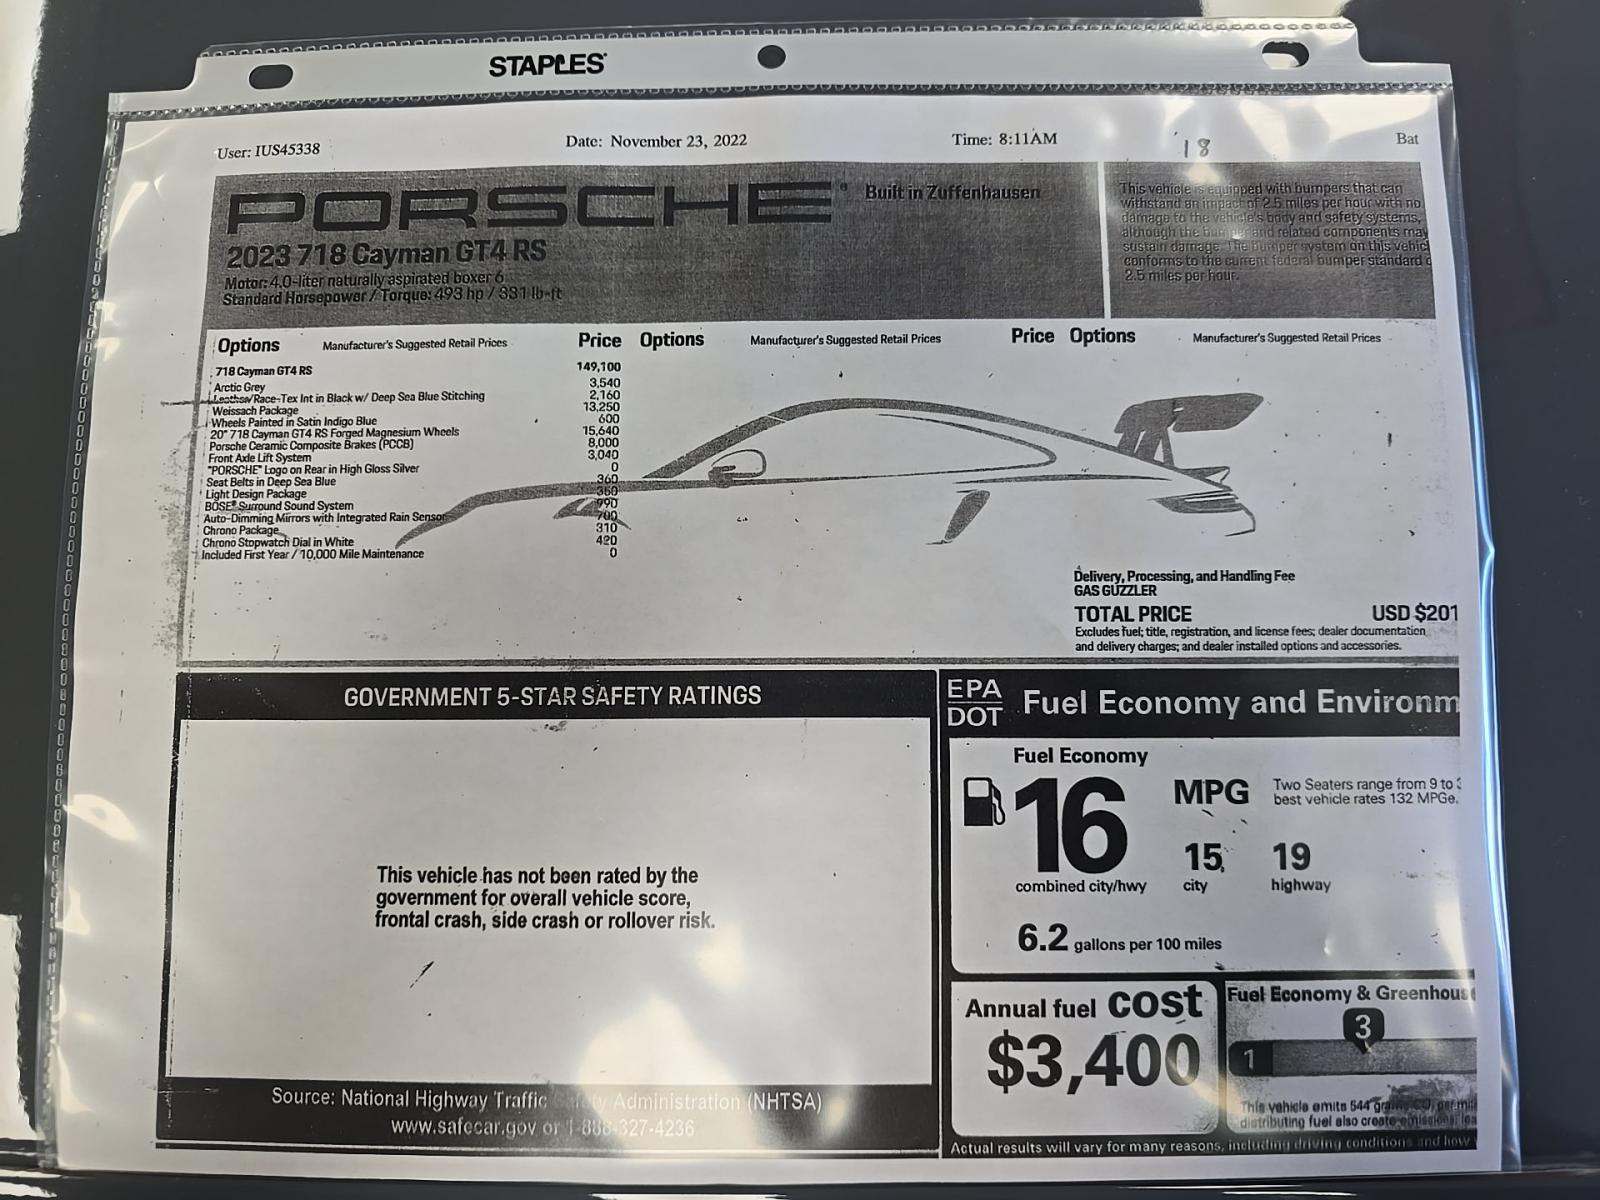 STAPLES
User: IUS45338 Date: November 23, 2022 Time: 8:11AM 18 Bat
PORSCHE® Built in Zuffenhausen
2023 718 Cayman GT4 RS
Motor: 4.0-liter naturally aspirated boxer 6
Standard Horsepower / Torque: 493 hp / 331 lb-ft
This vehicle is equipped with bumpers that can
withstand an impact of 2.5 miles per hour with no
damage to the vehicle's body and safety systems,
although the bumper and related components may
sustain damage. The bumper system on this vehicl
conforms to the current federal bumper standard o
2.5 miles per hour.
Options Manufacturer's Suggested Retail Prices Price Options Manufacturer's Suggested Retail Prices Price Options Manufacturer's Suggested Retail Prices
718 Cayman GT4 RS 149,100
Arctic Grey 3,540
Leather/Race-Tex Int in Black w/ Deep Sea Blue Stitching 2,160
Weissach Package 13,250
Wheels Painted in Satin Indigo Blue 600
20" 718 Cayman GT4 RS Forged Magnesium Wheels 15,640
Porsche Ceramic Composite Brakes (PCCB) 8,000
Front Axle Lift System 3,040
"PORSCHE" Logo on Rear in High Gloss Silver 0
Seat Belts in Deep Sea Blue 360
Light Design Package 350
BOSE® Surround Sound System 990
Auto-Dimming Mirrors with Integrated Rain Sensor 700
Chrono Package 310
Chrono Stopwatch Dial in White 420
Included First Year / 10,000 Mile Maintenance 0
Delivery, Processing, and Handling Fee
GAS GUZZLER
TOTAL PRICE USD $201
Excludes fuel; title, registration, and license fees; dealer documentation
and delivery charges; and dealer installed options and accessories.
GOVERNMENT 5-STAR SAFETY RATINGS
This vehicle has not been rated by the
government for overall vehicle score,
frontal crash, side crash or rollover risk.
Source: National Highway Traffic Safety Administration (NHTSA)
www.safecar.gov or 1-888-327-4236
EPA
DOT Fuel Economy and Environm
Fuel Economy
16 MPG
Two Seaters range from 9 to
best vehicle rates 132 MPGe.
15 19
combined city/hwy city highway
6.2 gallons per 100 miles
Annual fuel cost
$3,400
Fuel Economy & Greenhous
3
1
This vehicle emits 544 grams CO per mil
distributing fuel also create emissions
Actual results will vary for many reasons, including driving conditions and how